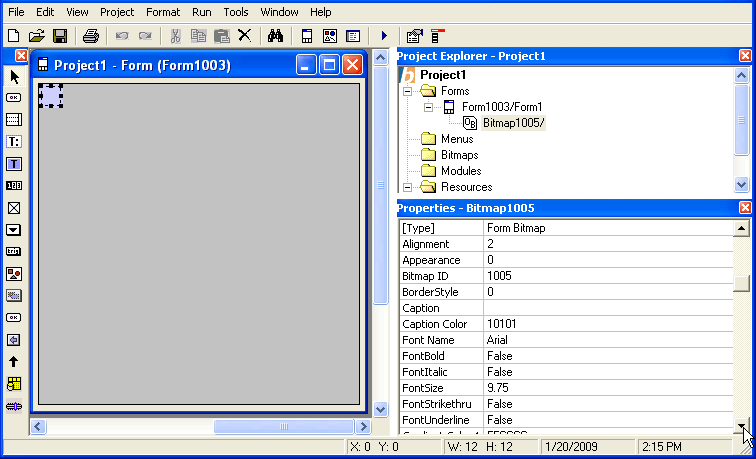 File Edit View Project Format Run Tools Window Help
Project1 - Form (Form1003)
Project Explorer - Project1
Project1
Forms
Form1003/Form1
Bitmap1005/
Menus
Bitmaps
Modules
Resources
Properties - Bitmap1005
[Type] Form Bitmap
Alignment 2
Appearance 0
Bitmap ID 1005
BorderStyle 0
Caption
Caption Color 10101
Font Name Arial
FontBold False
FontItalic False
FontSize 9.75
FontStrikethru False
FontUnderline False
X: 0 Y: 0 W: 12 H: 12 1/20/2009 2:15 PM